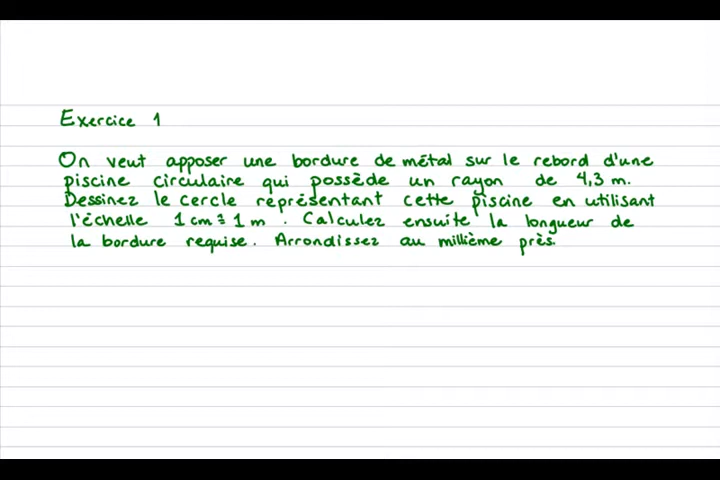 Exercice 1
On veut apposer une bordure de métal sur le rebord d'une
piscine circulaire qui possède un rayon de 4,3 m.
Dessinez le cercle représentant cette piscine en utilisant
l'échelle 1 cm ≙ 1 m. Calculez ensuite la longueur de
la bordure requise. Arrondissez au millième près.